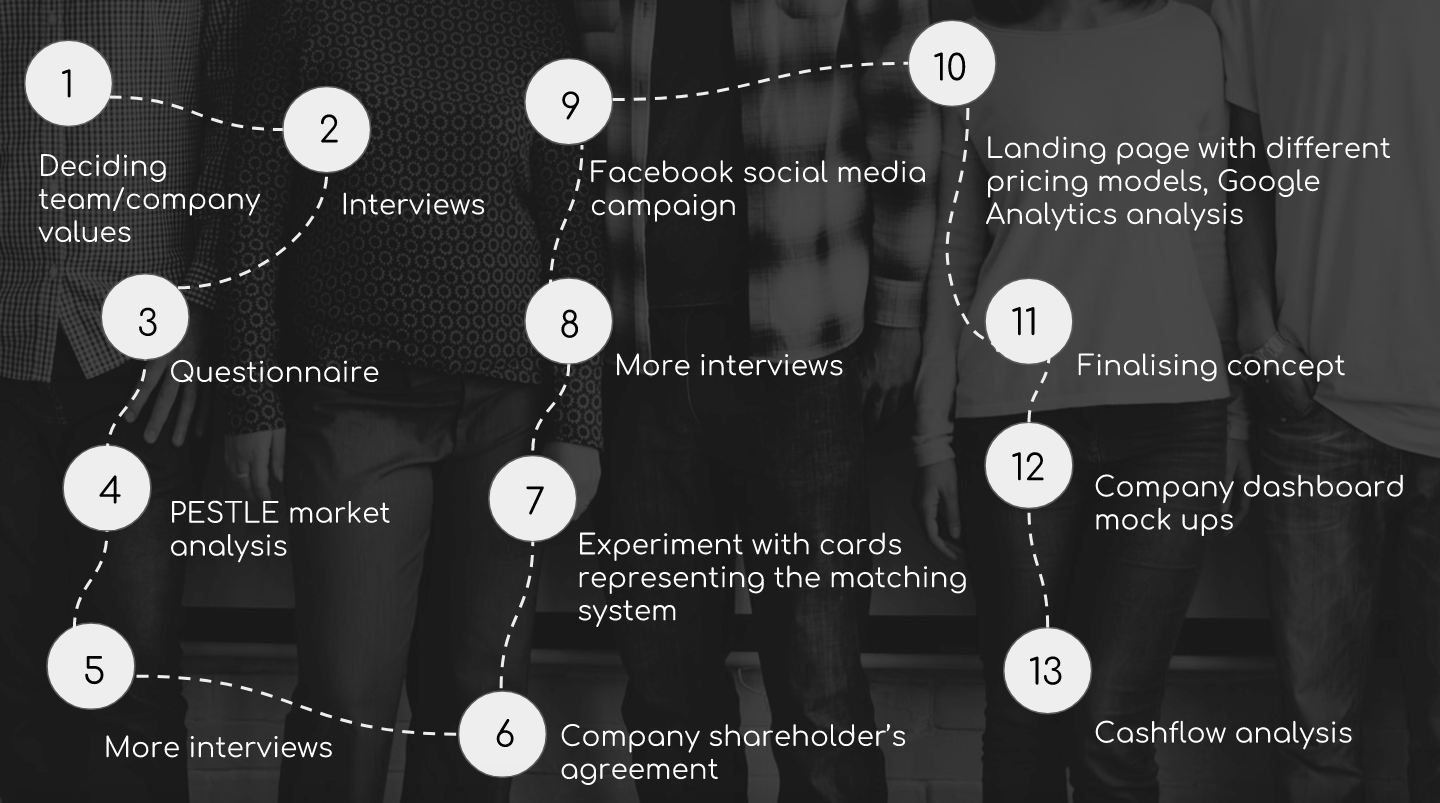 1
Deciding
team/company
values
2
Interviews
3
Questionnaire
4
PESTLE market
analysis
5
More interviews
6
Company shareholder’s
agreement
7
Experiment with cards
representing the matching
system
8
More interviews
9
Facebook social media
campaign
10
Landing page with different
pricing models, Google
Analytics analysis
11
Finalising concept
12
Company dashboard
mock ups
13
Cashflow analysis